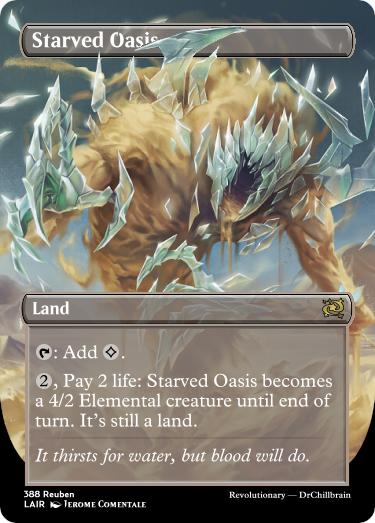 Starved Oasis
Land
: Add .
2, Pay 2 life: Starved Oasis becomes
a 4/2 Elemental creature until end of
turn. It's still a land.
It thirsts for water, but blood will do.
388 Reuben
LAIR Jerome Comentale
Revolutionary — DrChillbrain